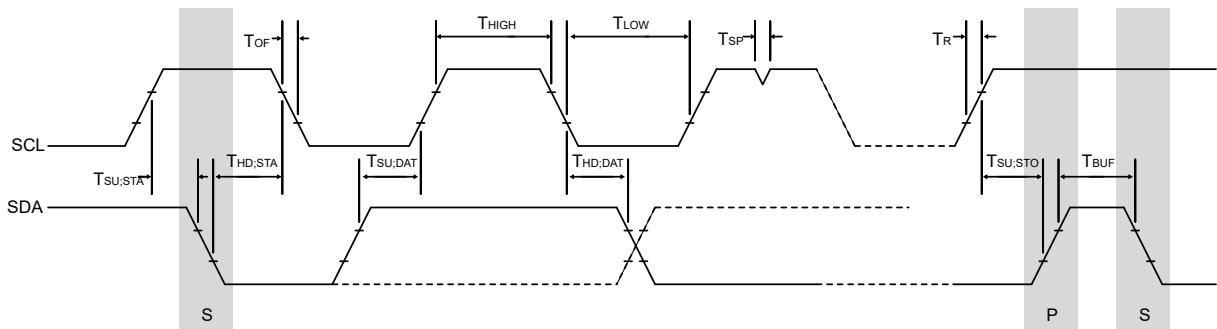 THIGH
TLOW
TOF
TSP
TR
SCL
THD;STA
TSU;DAT
THD;DAT
TSU;STO
TBUF
TSU;STA
SDA
S
P
S